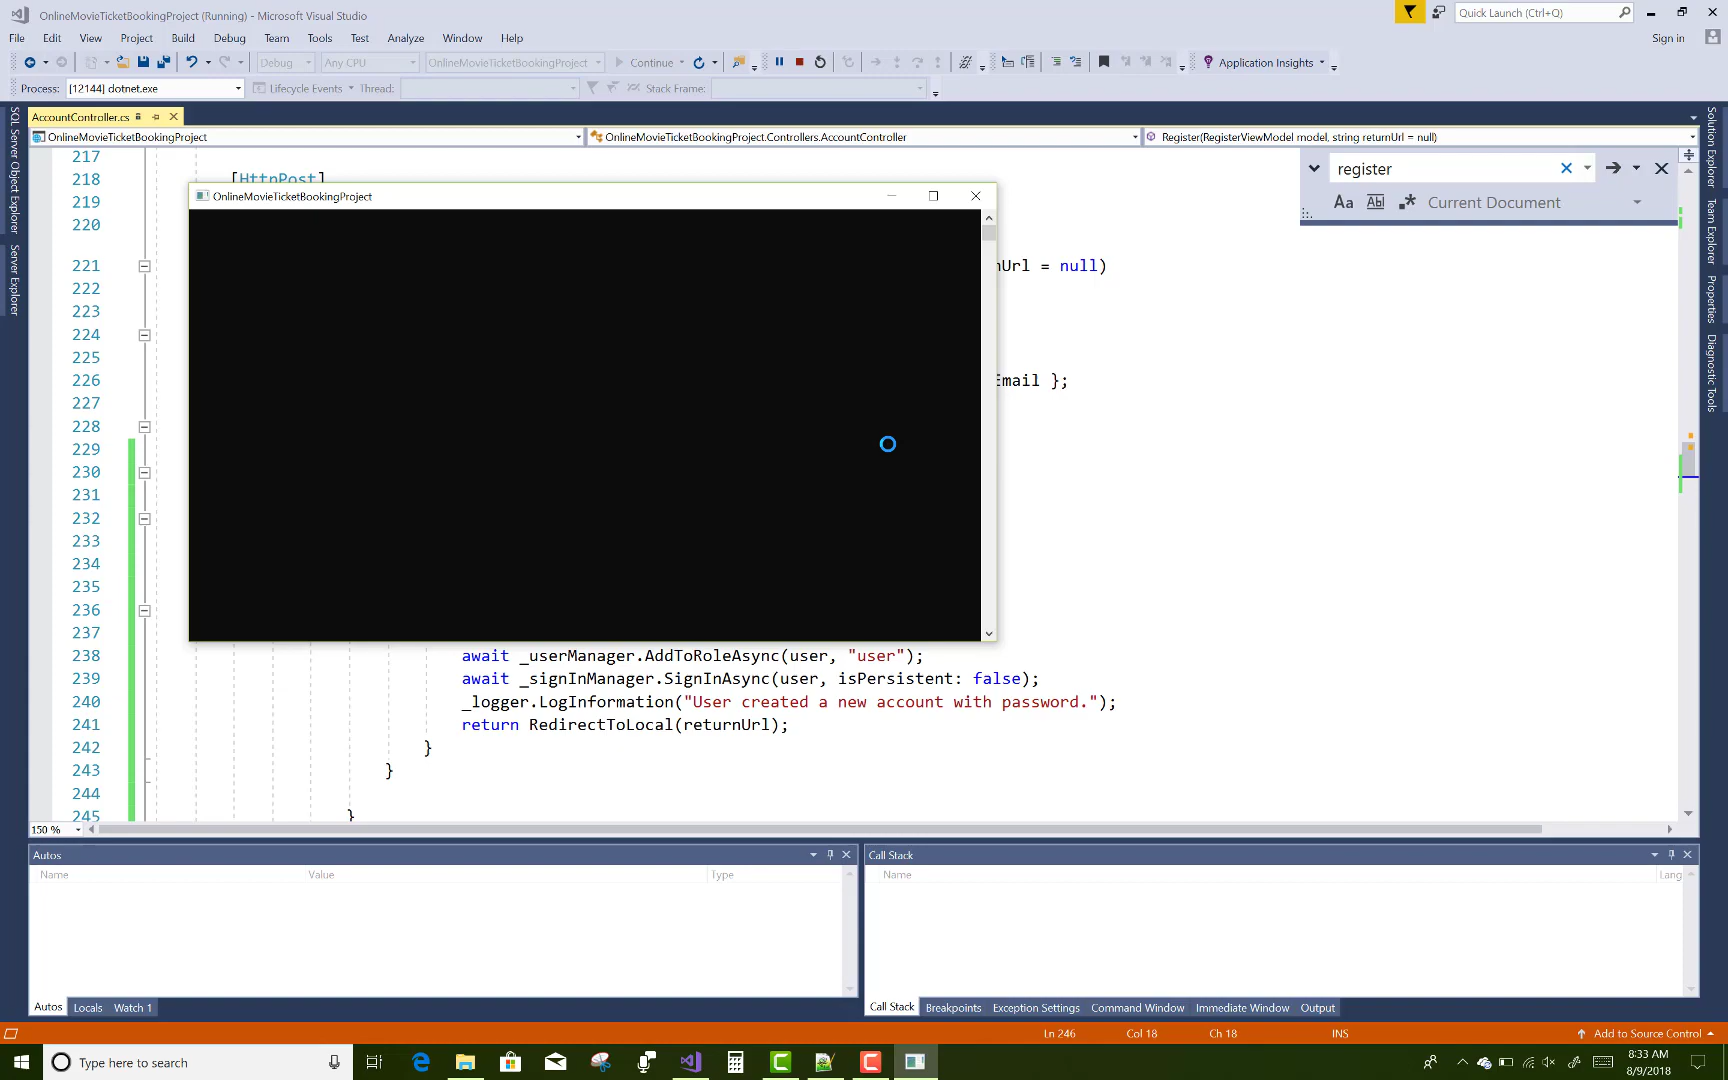 OnlineMovieTicketBookingProject (Running) - Microsoft Visual Studio
Quick Launch (Ctrl+Q)
File Edit View Project Build Debug Team Tools Test Analyze Window Help
Sign in
Debug Any CPU OnlineMovieTicketBookingProject Continue Application Insights
Process: [12144] dotnet.exe Lifecycle Events Thread: Stack Frame:
AccountController.cs
OnlineMovieTicketBookingProject OnlineMovieTicketBookingProject.Controllers.AccountController Register(RegisterViewModel model, string returnUrl = null)
SQL Server Object Explorer
Server Explorer
Solution Explorer
Team Explorer
Properties
Diagnostic Tools
register
Aa Abl Current Document
217
218 [HttpPost]
OnlineMovieTicketBookingProject
219
220
221 nUrl = null)
222
223
224
225
226 Email };
227
228
229
230
231
232
233
234
235
236
237
238 await _userManager.AddToRoleAsync(user, "user");
239 await _signInManager.SignInAsync(user, isPersistent: false);
240 _logger.LogInformation("User created a new account with password.");
241 return RedirectToLocal(returnUrl);
242 }
243 }
244
245 }
150 %
Autos
Name Value Type
Call Stack
Name Lang
Autos Locals Watch 1
Call Stack Breakpoints Exception Settings Command Window Immediate Window Output
Ln 246 Col 18 Ch 18 INS Add to Source Control
Type here to search
8:33 AM
8/9/2018